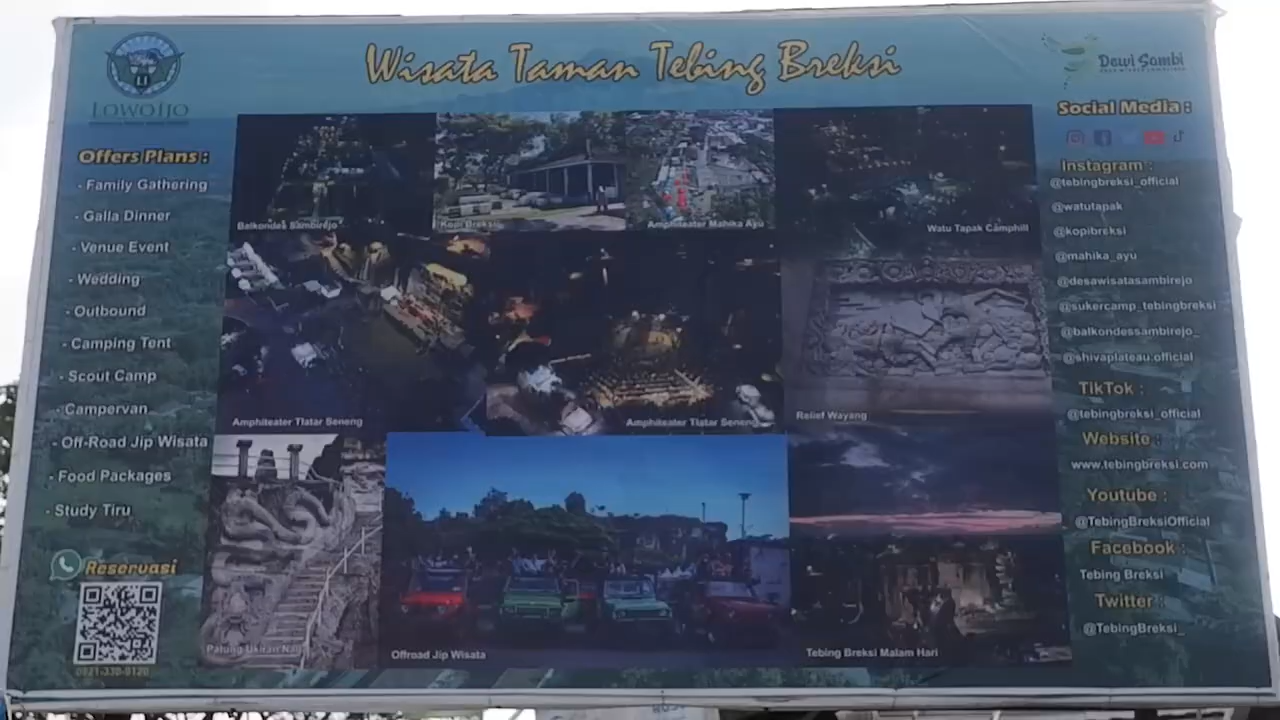 Wisata Taman Tebing Breksi
LI
LOWOIJO
Dewi Sambi
Offers Plans :
- Family Gathering
- Galla Dinner
- Venue Event
- Wedding
- Outbound
- Camping Tent
- Scout Camp
- Campervan
- Off-Road Jip Wisata
- Food Packages
- Study Tiru
Reservasi
Balkondes Sambirejo
Kopi Breksi
Amphiteater Mahika Ayu
Watu Tapak Camphill
Amphiteater Tlatar Seneng
Amphiteater Tlatar Seneng
Relief Wayang
Patung Ukiran Naga
Offroad Jip Wisata
Tebing Breksi Malam Hari
Social Media :
Instagram :
@tebingbreksi_official
@watutapak
@kopibreksi
@mahika_ayu
@desawisatasambirejo
@sukercamp_tebingbreksi
@balkondessambirejo_
@shivaplateau.official
TikTok :
@tebingbreksi_official
Website :
www.tebingbreksi.com
Youtube :
@TebingBreksiOfficial
Facebook :
Tebing Breksi
Twitter :
@TebingBreksi_